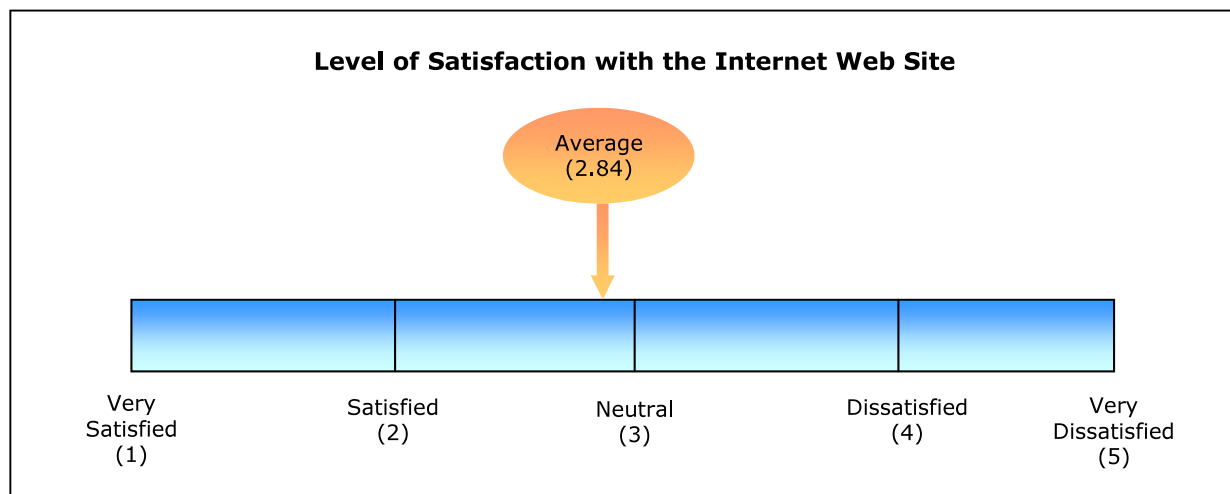 Level of Satisfaction with the Internet Web Site
Average
(2.84)
Very
Satisfied
(1)
Satisfied
(2)
Neutral
(3)
Dissatisfied
(4)
Very
Dissatisfied
(5)